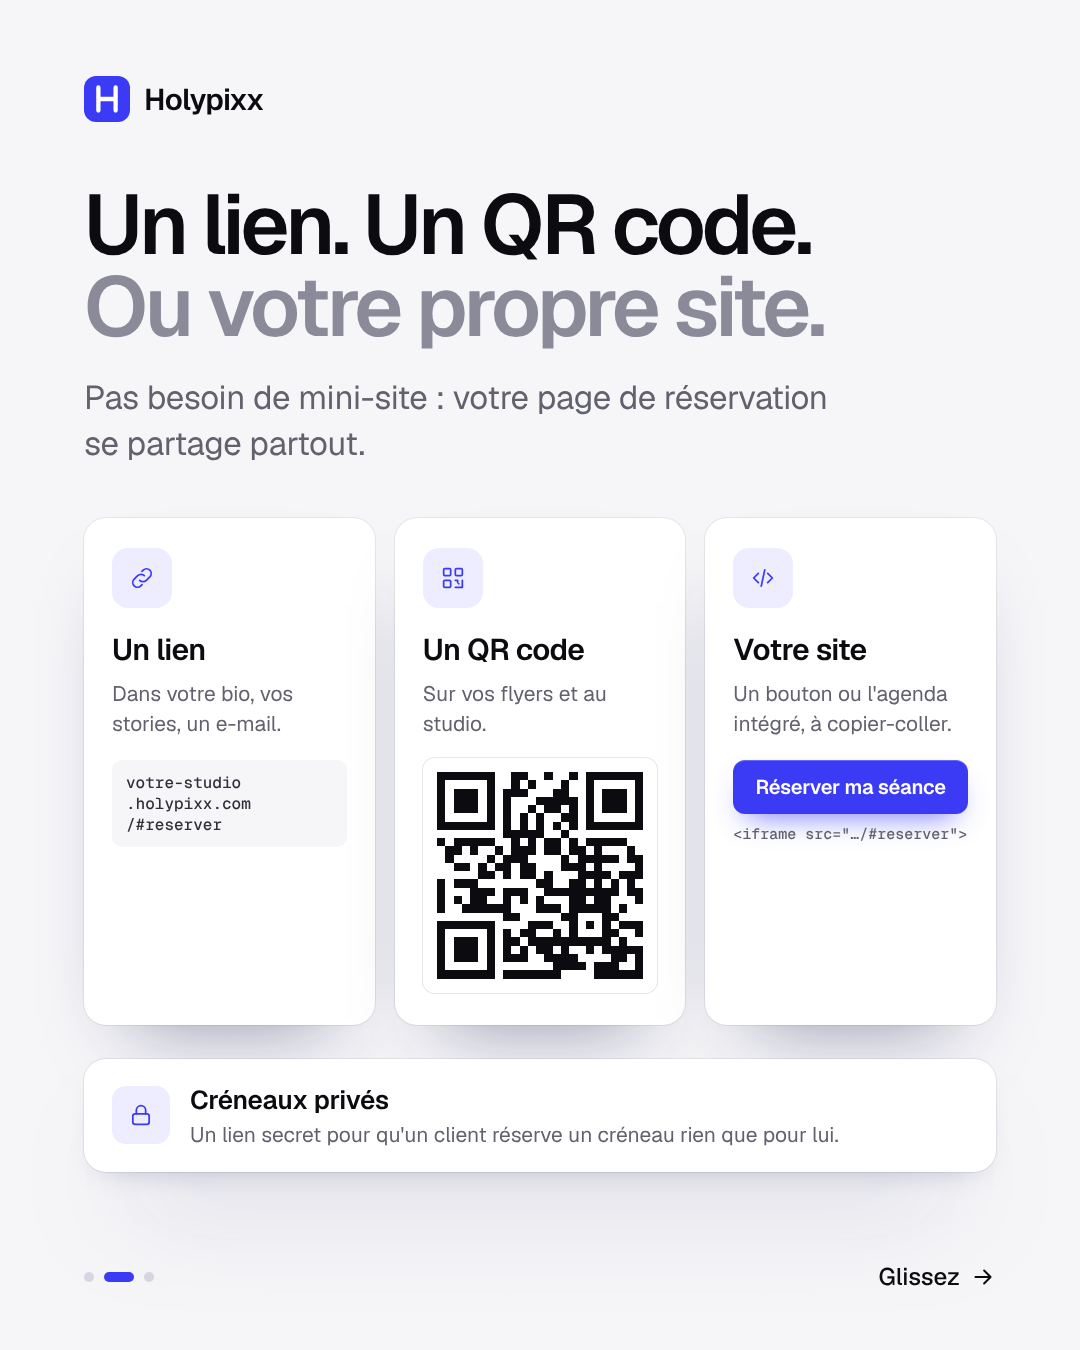 H Holypixx
Un lien. Un QR code.
Ou votre propre site.
Pas besoin de mini-site : votre page de réservation
se partage partout.
Un lien
Dans votre bio, vos
stories, un e-mail.
votre-studio
.holypixx.com
/#reserver
Un QR code
Sur vos flyers et au
studio.
Votre site
Un bouton ou l'agenda
intégré, à copier-coller.
Réserver ma séance
<iframe src="…/#reserver">
Créneaux privés
Un lien secret pour qu'un client réserve un créneau rien que pour lui.
Glissez →